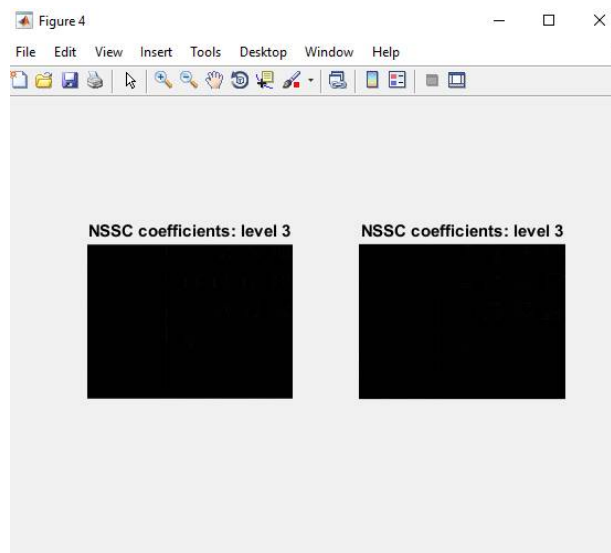 Figure 4
File Edit View Insert Tools Desktop Window Help
NSSC coefficients: level 3 NSSC coefficients: level 3